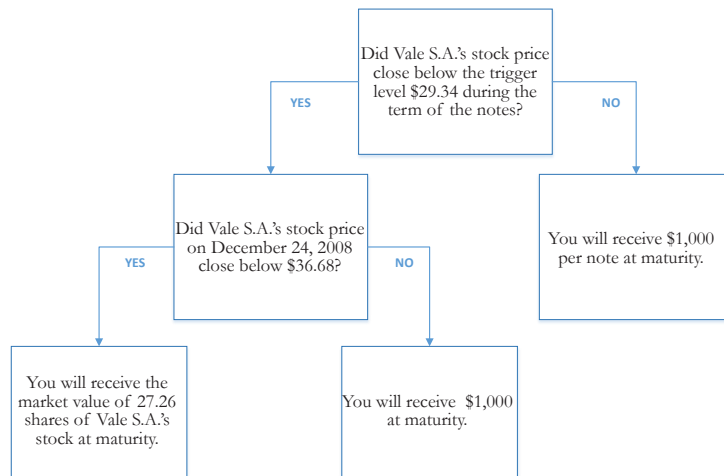 Did Vale S.A.'s stock price
close below the trigger
level $29.34 during the
term of the notes?
YES
NO
Did Vale S.A.'s stock price
on December 24, 2008
close below $36.68?
You will receive $1,000
per note at maturity.
YES
NO
You will receive the
market value of 27.26
shares of Vale S.A.'s
stock at maturity.
You will receive $1,000
at maturity.